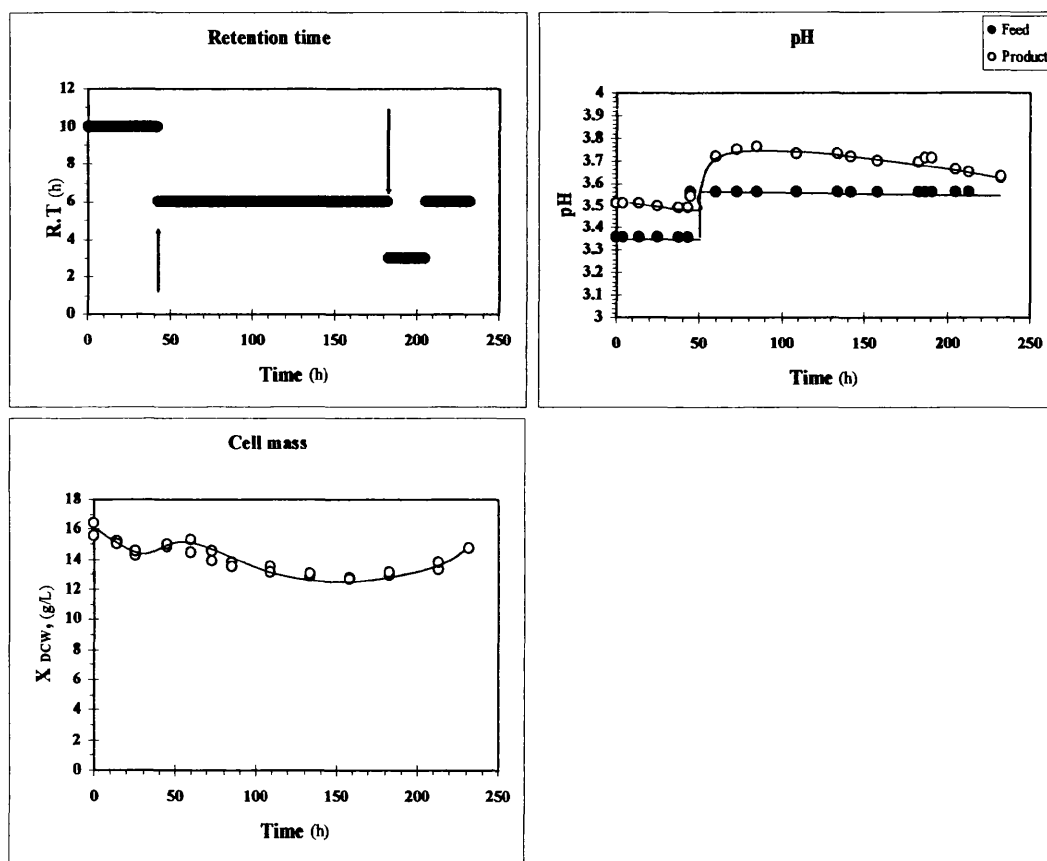 Retention time
R.T (h)
12
10
8
6
4
2
0
0 50 100 150 200 250
Time (h)
pH
Feed
Product
pH
4
3.9
3.8
3.7
3.6
3.5
3.4
3.3
3.2
3.1
3
0 50 100 150 200 250
Time (h)
Cell mass
X DCW, (g/L)
18
16
14
12
10
8
6
4
2
0
0 50 100 150 200 250
Time (h)